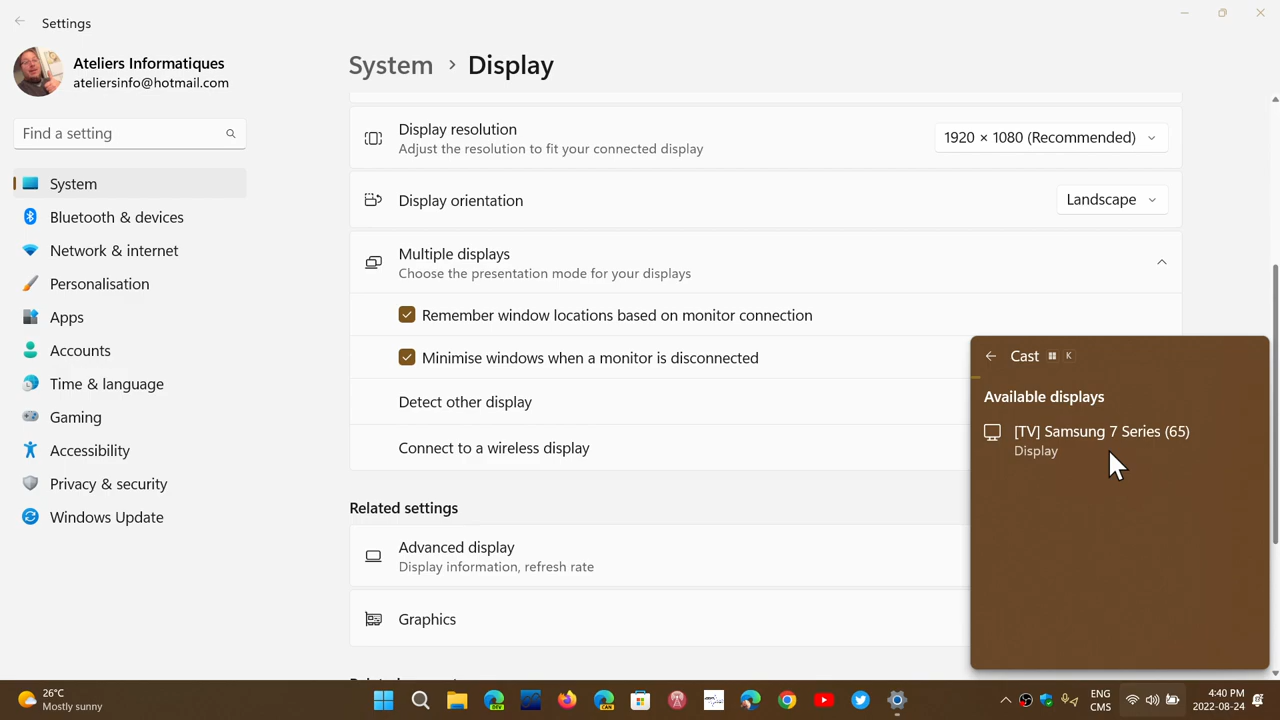 Settings
Ateliers Informatiques
ateliersinfo@hotmail.com
Find a setting
System
Bluetooth & devices
Network & internet
Personalisation
Apps
Accounts
Time & language
Gaming
Accessibility
Privacy & security
Windows Update
System > Display
Display resolution
Adjust the resolution to fit your connected display
1920 × 1080 (Recommended)
Display orientation
Landscape
Multiple displays
Choose the presentation mode for your displays
Remember window locations based on monitor connection
Minimise windows when a monitor is disconnected
Detect other display
Connect to a wireless display
Related settings
Advanced display
Display information, refresh rate
Graphics
Cast K
Available displays
[TV] Samsung 7 Series (65)
Display
26°C
Mostly sunny
DEV
CAN
ENG
CMS
4:40 PM
2022-08-24